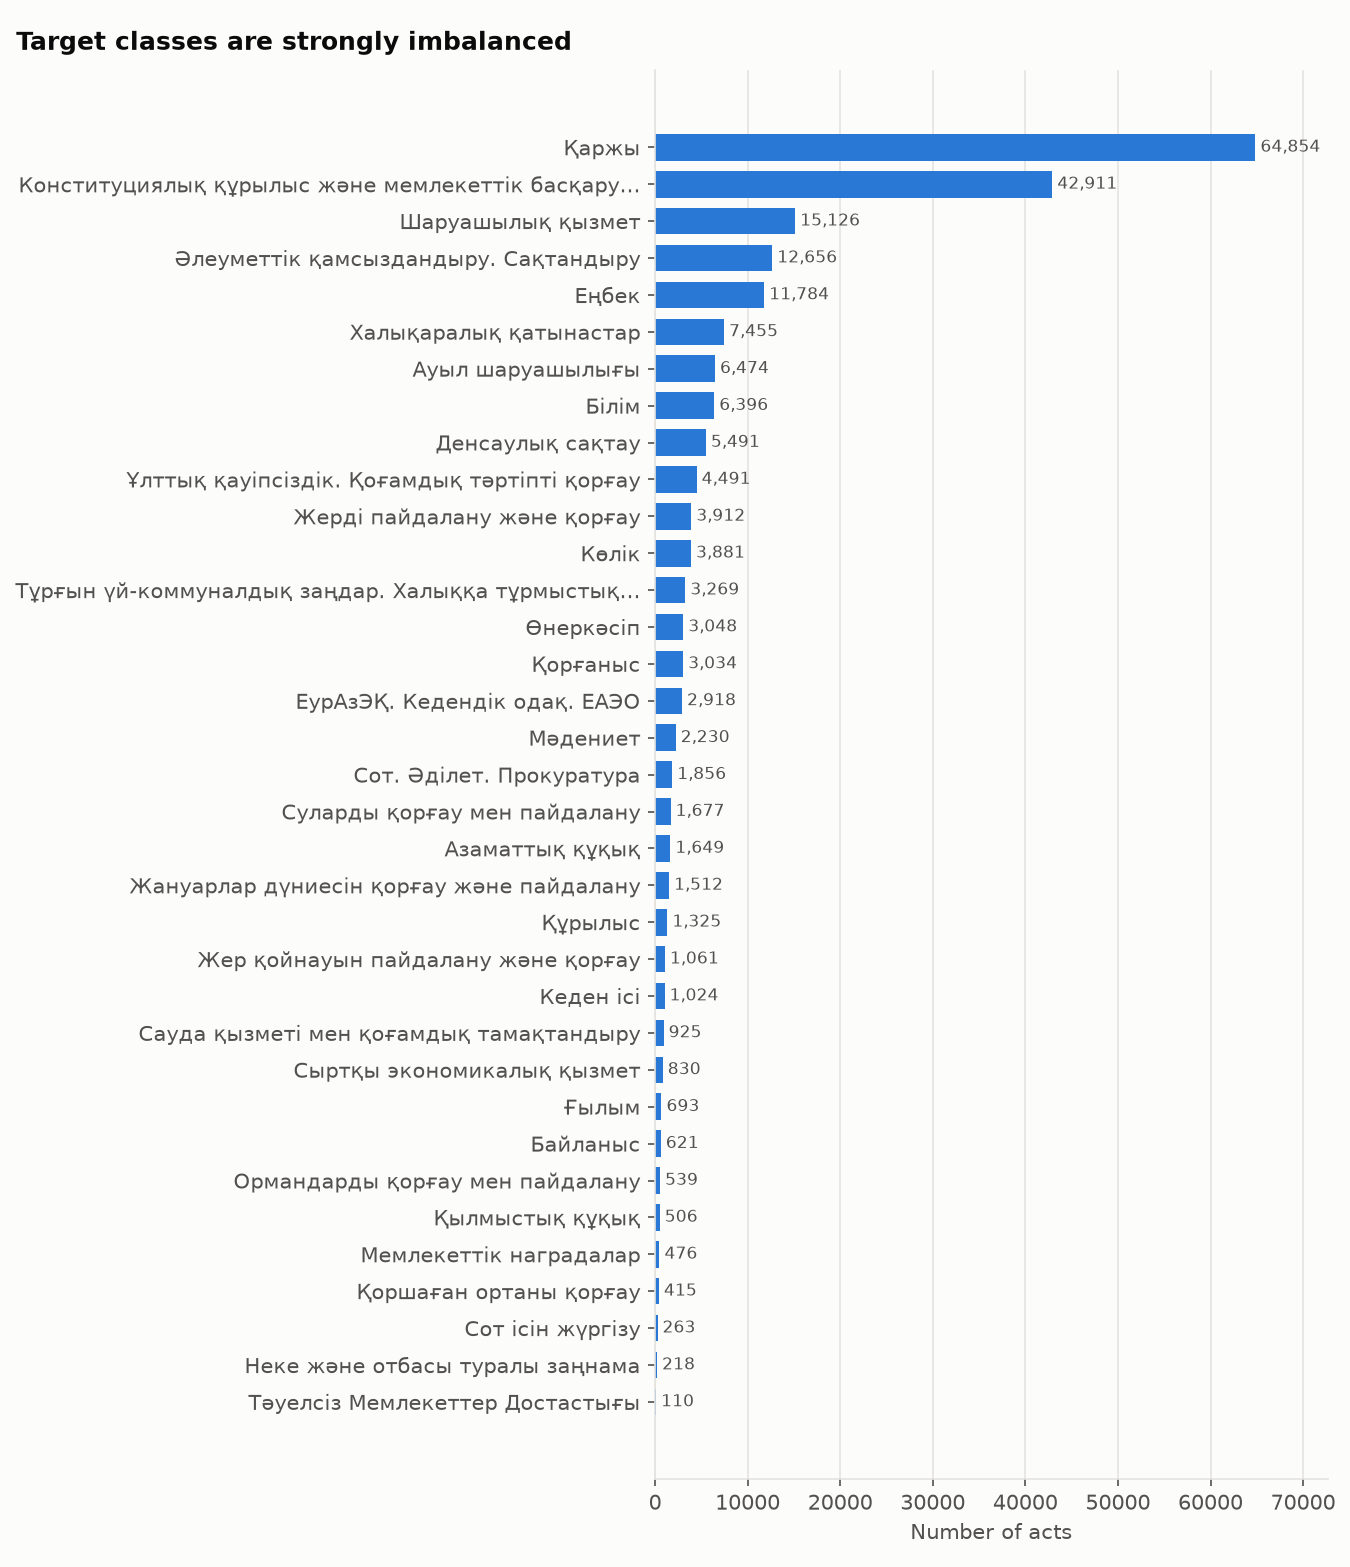 Target classes are strongly imbalanced
Қаржы 64,854
Конституциялық құрылыс және мемлекеттік басқару… 42,911
Шаруашылық қызмет 15,126
Әлеуметтік қамсыздандыру. Сақтандыру 12,656
Еңбек 11,784
Халықаралық қатынастар 7,455
Ауыл шаруашылығы 6,474
Білім 6,396
Денсаулық сақтау 5,491
Ұлттық қауіпсіздік. Қоғамдық тәртіпті қорғау 4,491
Жерді пайдалану және қорғау 3,912
Көлік 3,881
Тұрғын үй-коммуналдық заңдар. Халыққа тұрмыстық… 3,269
Өнеркәсіп 3,048
Қорғаныс 3,034
ЕурАзЭҚ. Кедендік одақ. ЕАЭО 2,918
Мәдениет 2,230
Сот. Әділет. Прокуратура 1,856
Суларды қорғау мен пайдалану 1,677
Азаматтық құқық 1,649
Жануарлар дүниесін қорғау және пайдалану 1,512
Құрылыс 1,325
Жер қойнауын пайдалану және қорғау 1,061
Кеден ісі 1,024
Сауда қызметі мен қоғамдық тамақтандыру 925
Сыртқы экономикалық қызмет 830
Ғылым 693
Байланыс 621
Ормандарды қорғау мен пайдалану 539
Қылмыстық құқық 506
Мемлекеттік наградалар 476
Қоршаған ортаны қорғау 415
Сот ісін жүргізу 263
Неке және отбасы туралы заңнама 218
Тәуелсіз Мемлекеттер Достастығы 110
0 10000 20000 30000 40000 50000 60000 70000
Number of acts